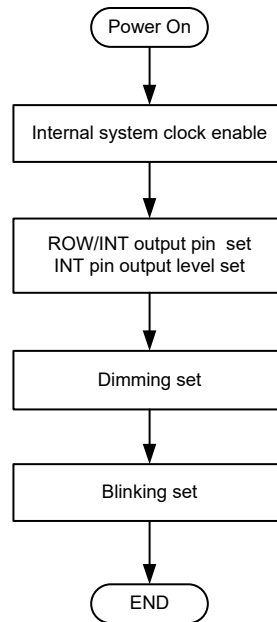 Power On
Internal system clock enable
ROW/INT output pin set
INT pin output level set
Dimming set
Blinking set
END